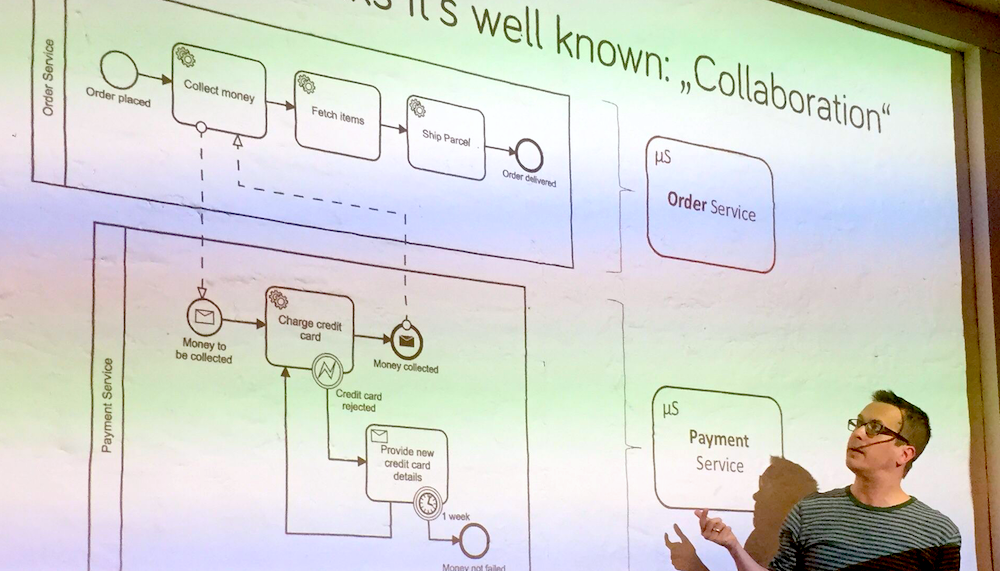 it's well known: „Collaboration“
Order Service
Order placed
Collect money
Fetch items
Ship Parcel
Order delivered
µS
Order Service
Payment Service
Money to
be collected
Charge credit
card
Money collected
Credit card
rejected
Provide new
credit card
details
1 week
Money not failed
µS
Payment
Service